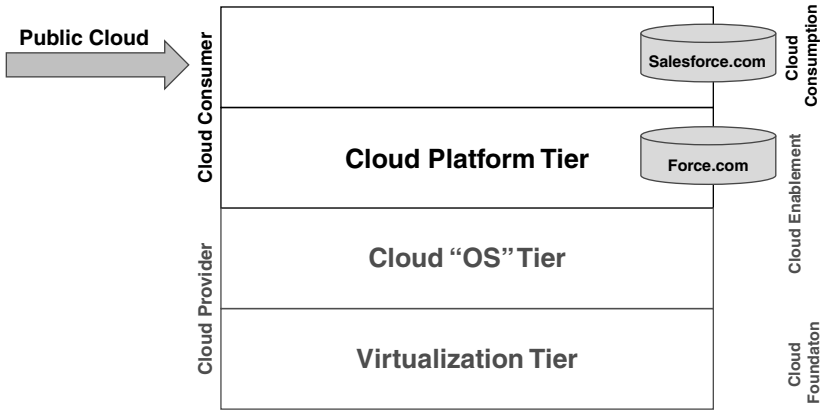 Public Cloud
Cloud Consumer
Salesforce.com
Cloud
Consumption
Cloud Platform Tier
Force.com
Cloud Enablement
Cloud Provider
Cloud “OS” Tier
Virtualization Tier
Cloud
Foundaton